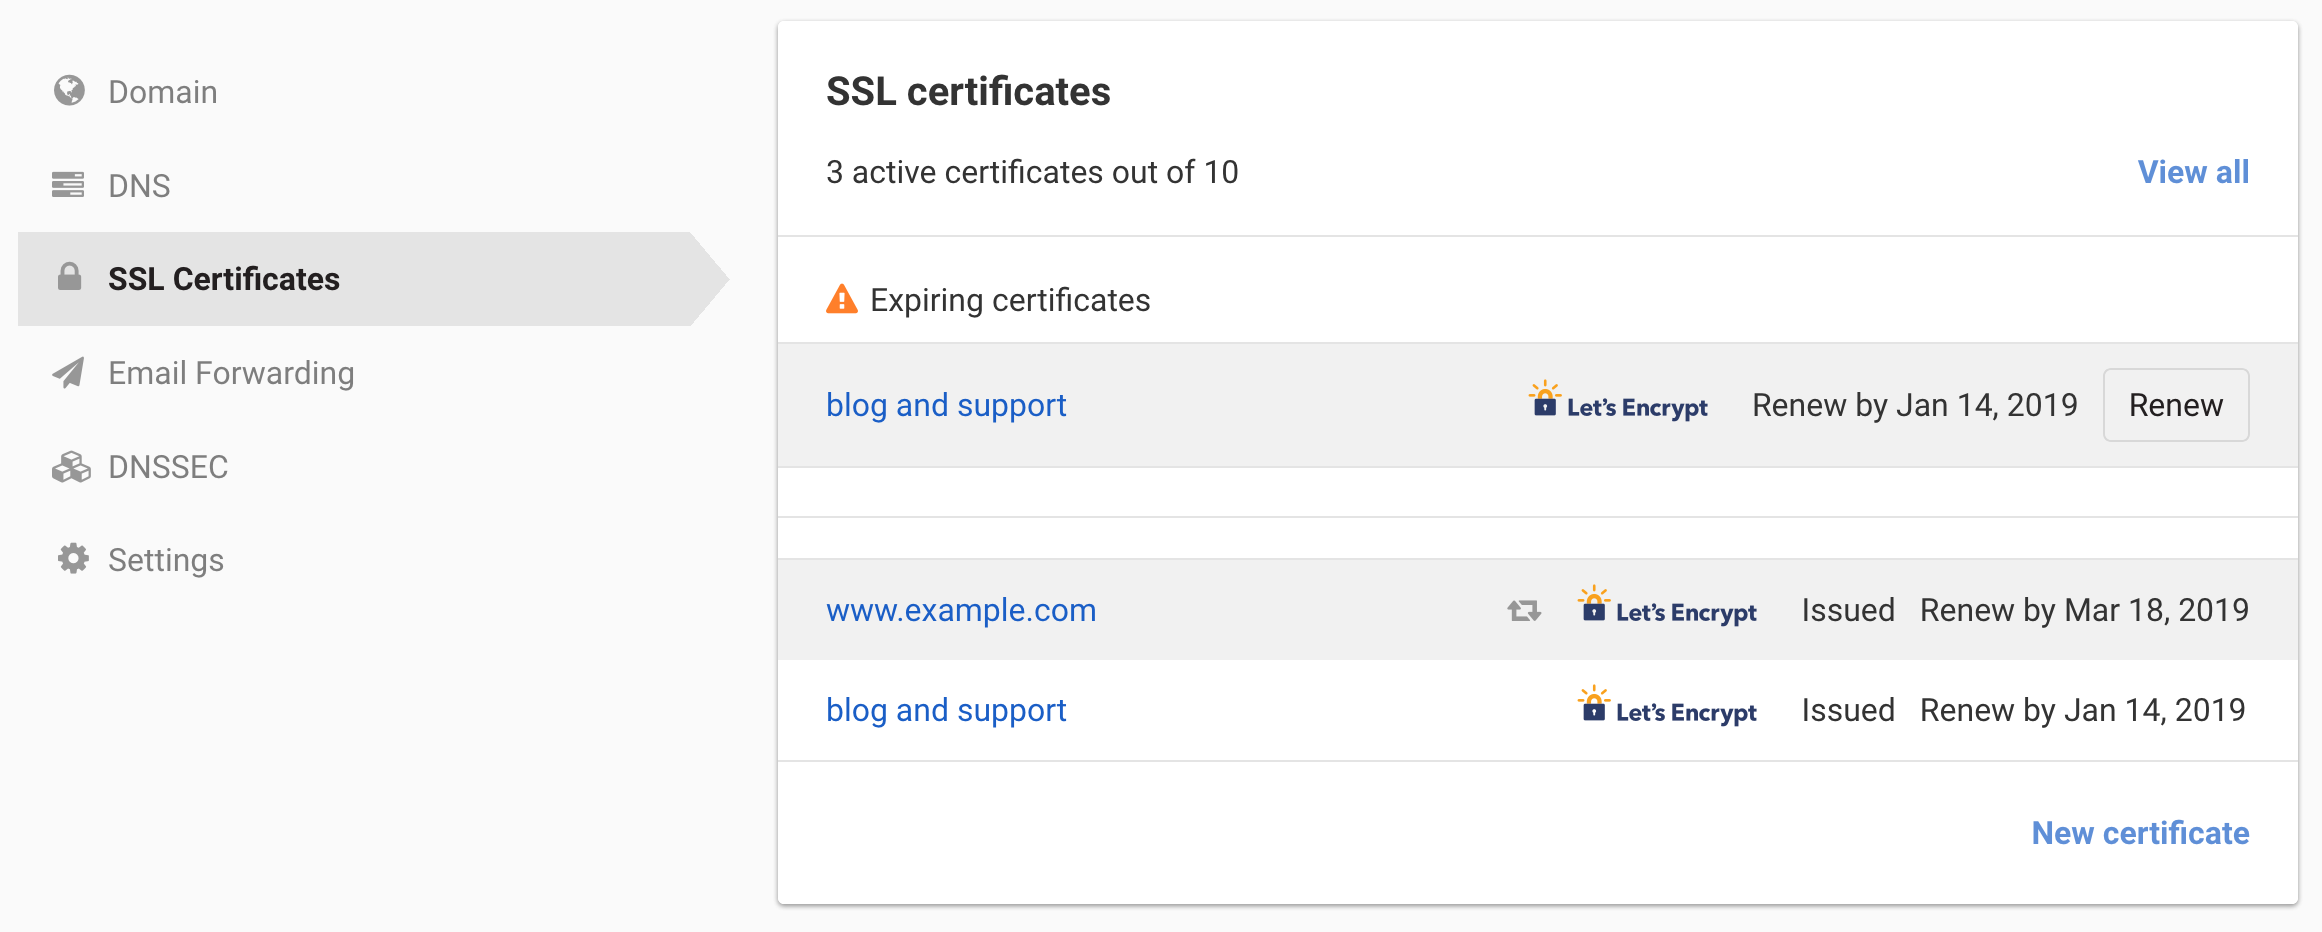 Domain
DNS
SSL Certificates
Email Forwarding
DNSSEC
Settings
SSL certificates
3 active certificates out of 10 View all
Expiring certificates
blog and support Let's Encrypt Renew by Jan 14, 2019 Renew
www.example.com Let's Encrypt Issued Renew by Mar 18, 2019
blog and support Let's Encrypt Issued Renew by Jan 14, 2019
New certificate